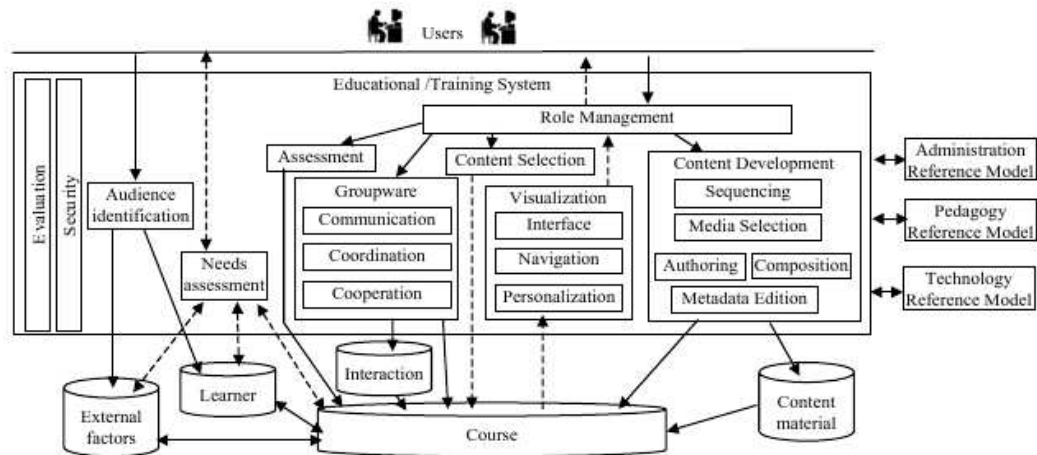 Users
Educational /Training System
Evaluation
Security
Role Management
Assessment
Content Selection
Content Development
Sequencing
Media Selection
Authoring
Composition
Metadata Edition
Audience
identification
Groupware
Communication
Coordination
Cooperation
Visualization
Interface
Navigation
Personalization
Needs
assessment
Administration
Reference Model
Pedagogy
Reference Model
Technology
Reference Model
External
factors
Learner
Interaction
Course
Content
material